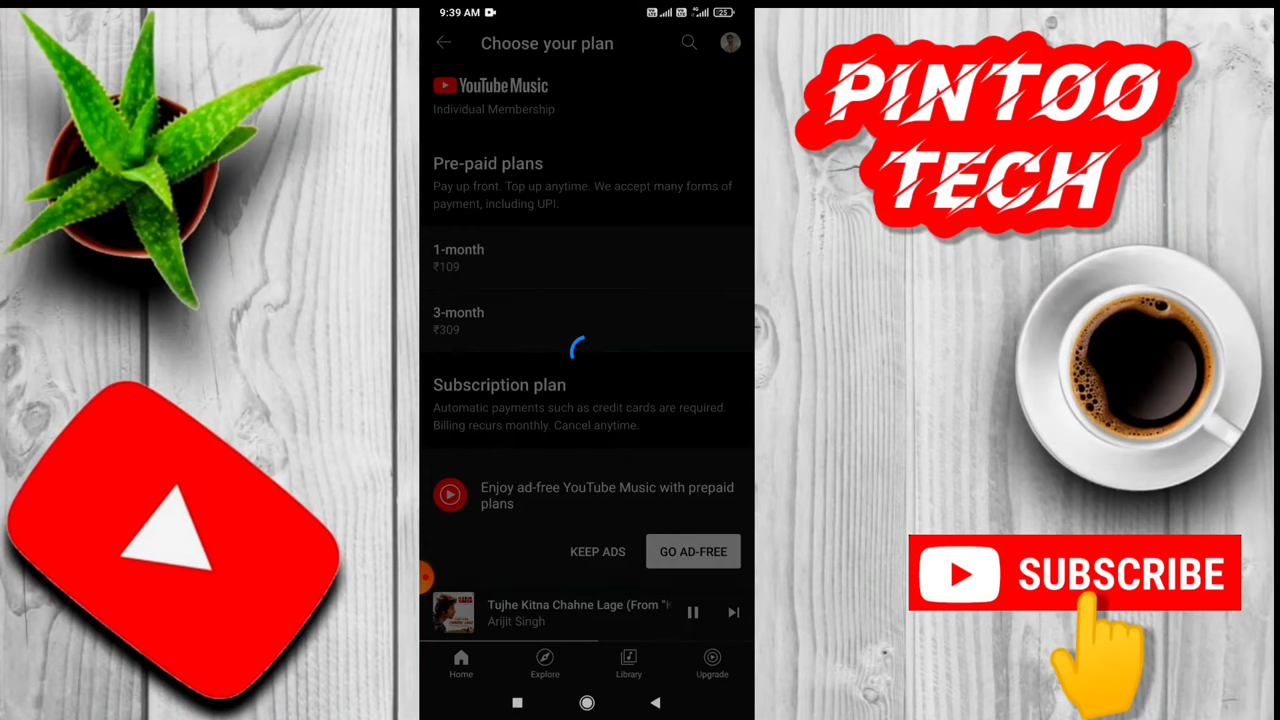 9:39 AM
25
Choose your plan
YouTube Music
Individual Membership
Pre-paid plans
Pay up front. Top up anytime. We accept many forms of
payment, including UPI.
1-month
₹109
3-month
₹309
Subscription plan
Automatic payments such as credit cards are required.
Billing recurs monthly. Cancel anytime.
Enjoy ad-free YouTube Music with prepaid
plans
KEEP ADS
GO AD-FREE
Tujhe Kitna Chahne Lage (From "
Arijit Singh
Home
Explore
Library
Upgrade
PINTOO
TECH
SUBSCRIBE